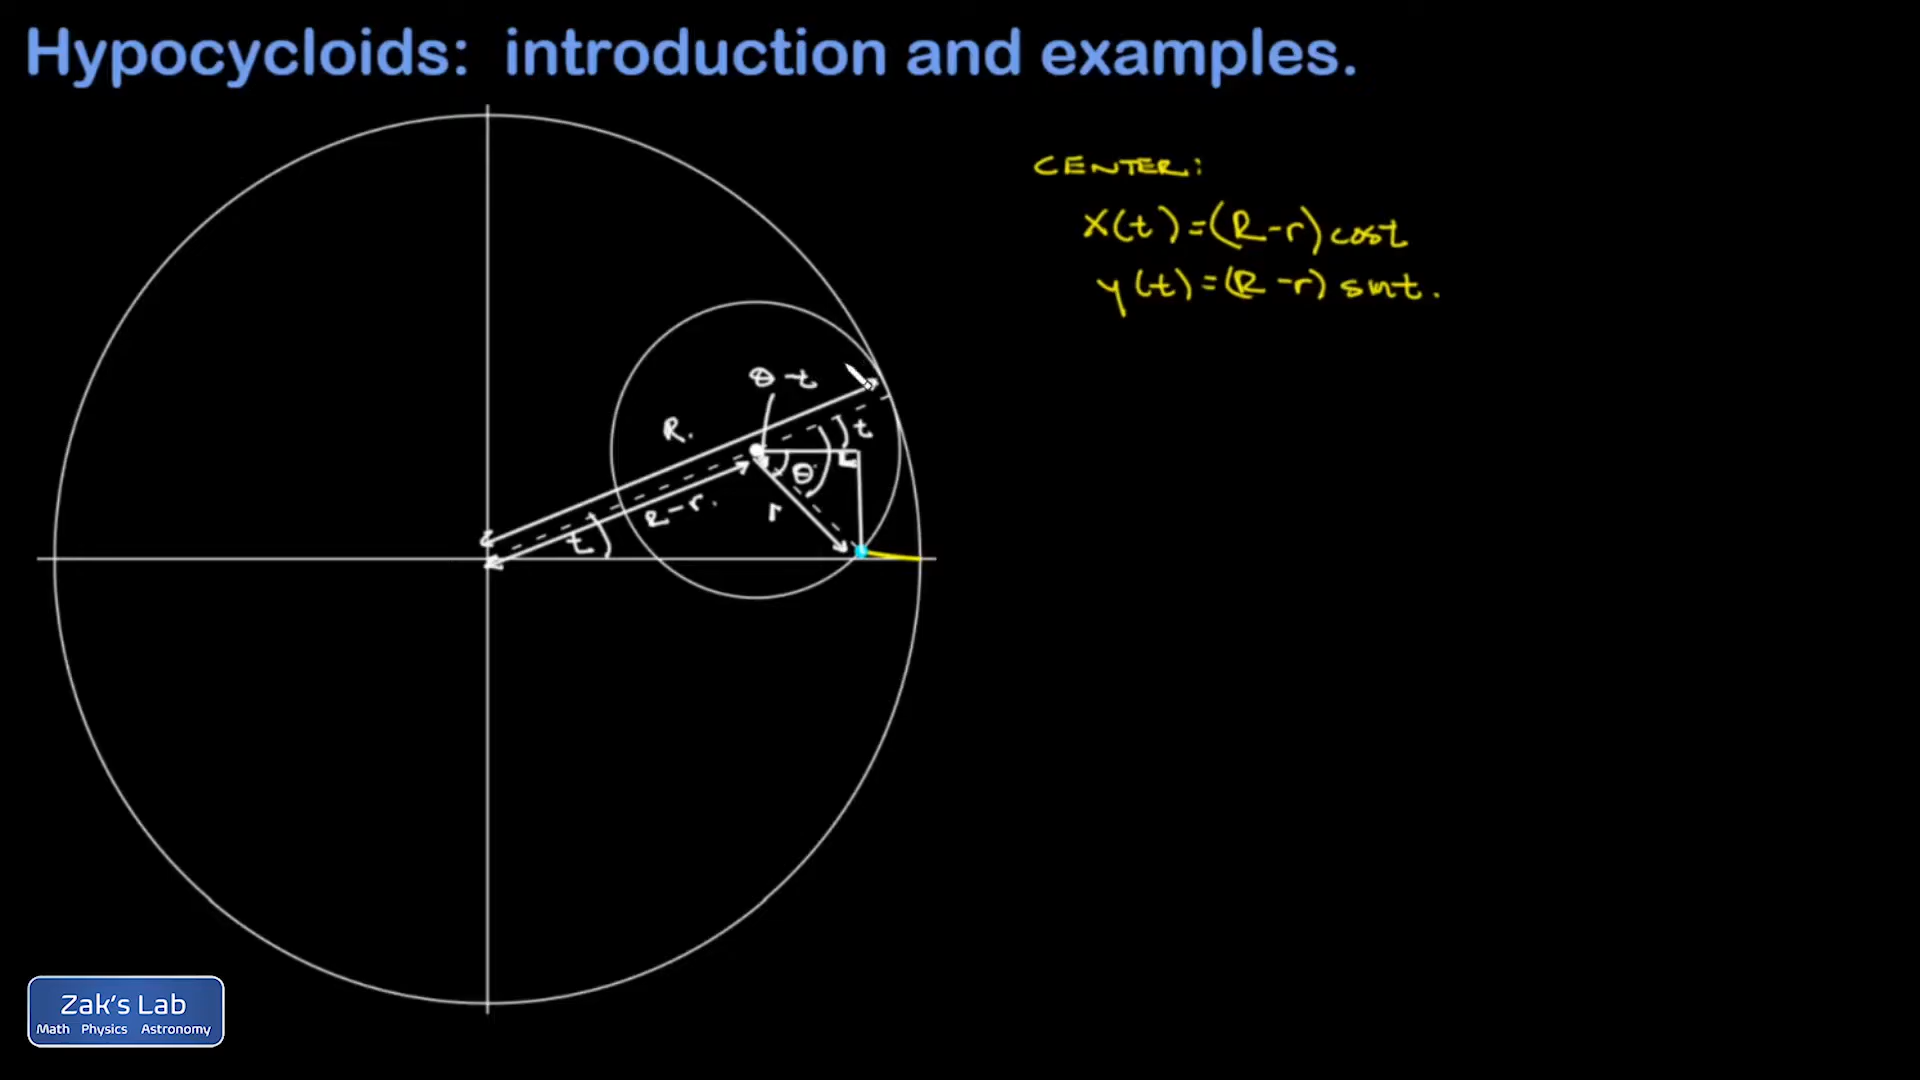 Hypocycloids: introduction and examples.
CENTER:
x(t)=(R-r)cost
y(t)=(R-r) sint.
θ-t
R.
t
θ
R-r.
r
t
Zak's Lab
Math Physics Astronomy